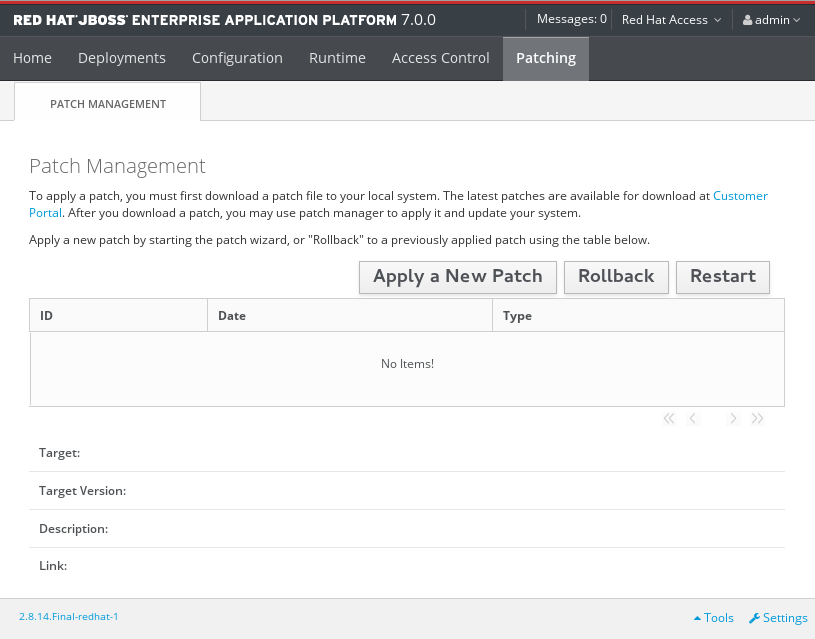 RED HAT JBOSS ENTERPRISE APPLICATION PLATFORM 7.0.0 Messages: 0 Red Hat Access admin
Home Deployments Configuration Runtime Access Control Patching
PATCH MANAGEMENT
Patch Management
To apply a patch, you must first download a patch file to your local system. The latest patches are available for download at Customer
Portal. After you download a patch, you may use patch manager to apply it and update your system.
Apply a new patch by starting the patch wizard, or "Rollback" to a previously applied patch using the table below.
Apply a New Patch Rollback Restart
ID Date Type
No Items!
Target:
Target Version:
Description:
Link:
2.8.14.Final-redhat-1 Tools Settings